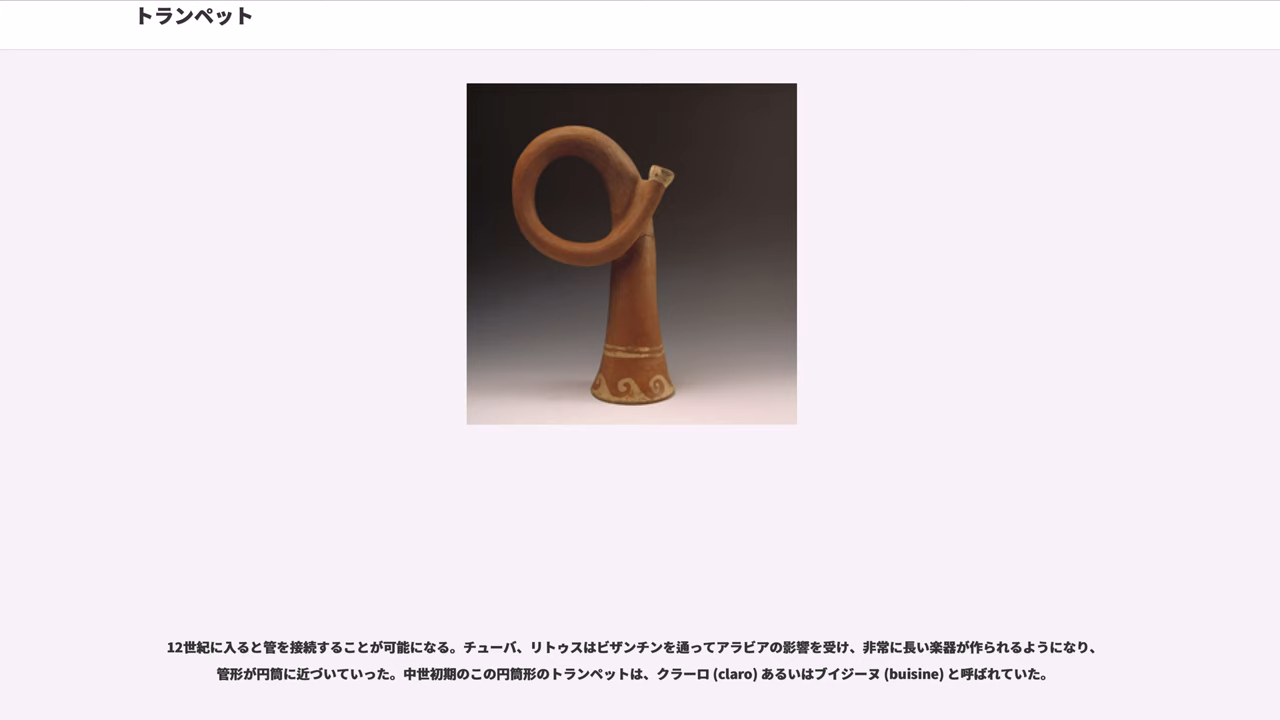 トランペット
12世紀に入ると管を接続することが可能になる。チューバ、リトゥスはビザンチンを通ってアラビアの影響を受け、非常に長い楽器が作られるようになり、
管形が円筒に近づいていった。中世初期のこの円筒形のトランペットは、クラーロ (claro) あるいはブイジーヌ (buisine) と呼ばれていた。